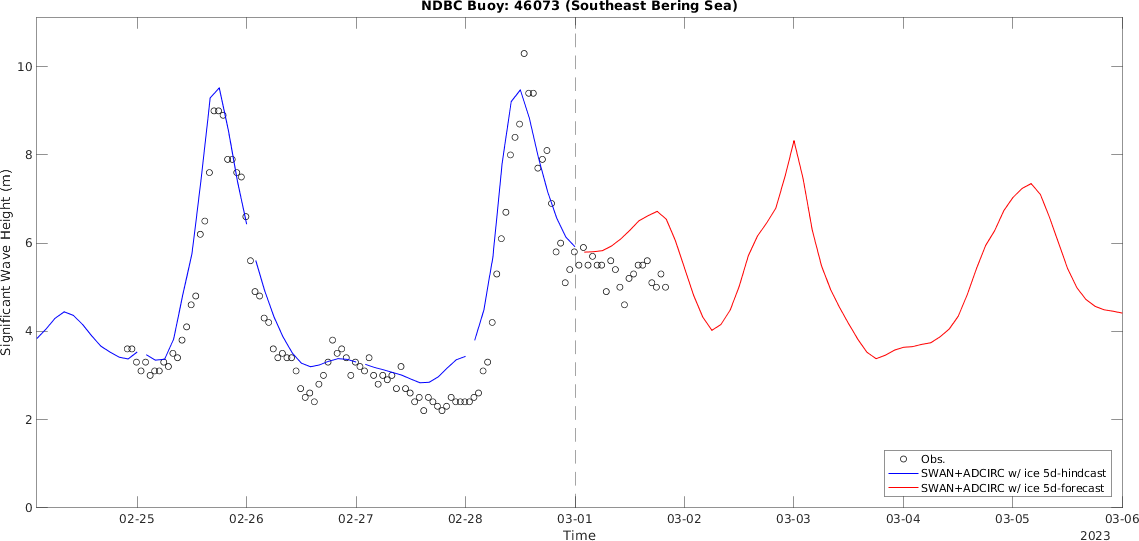 NDBC Buoy: 46073 (Southeast Bering Sea)
Significant Wave Height (m)
10
8
6
4
2
0
Obs.
SWAN+ADCIRC w/ ice 5d-hindcast
SWAN+ADCIRC w/ ice 5d-forecast
02-25 02-26 02-27 02-28 03-01 03-02 03-03 03-04 03-05 03-06
Time
2023